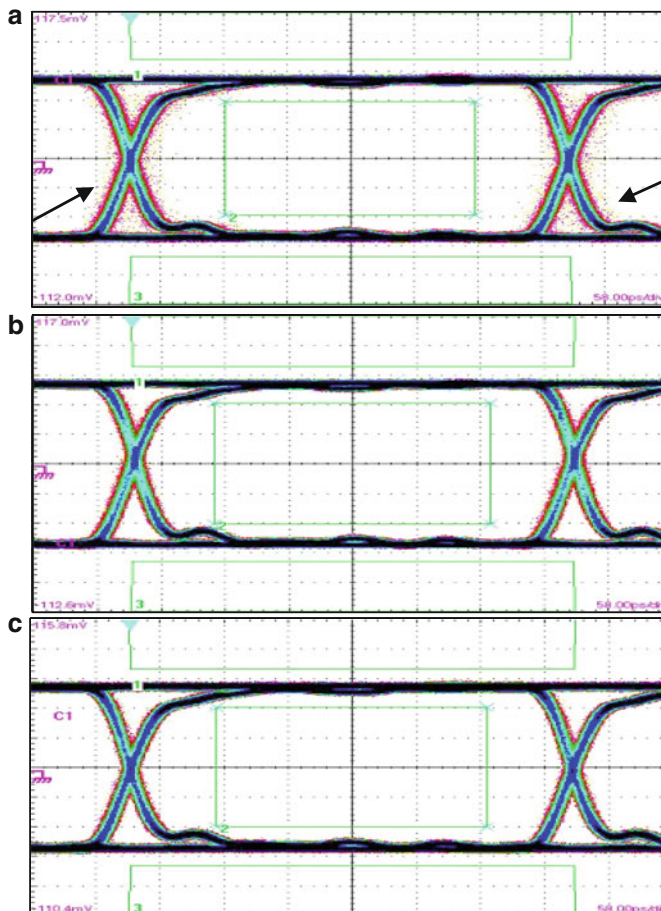 a
117.5mV
C1
1
2
-112.0mV
3
58.00ps/div
b
117.0mV
1
2
C1
-112.6mV
3
58.00ps/div
c
115.8mV
1
C1
2
-110.4mV
3
58.00ps/div